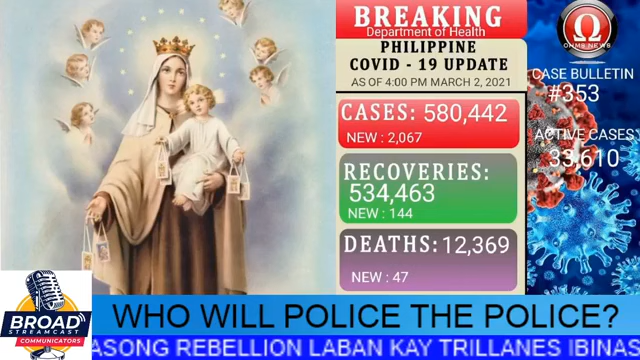 BREAKING
Department of Health
PHILIPPINE
COVID - 19 UPDATE
AS OF 4:00 PM MARCH 2, 2021
CASES: 580,442
NEW : 2,067
RECOVERIES:
534,463
NEW : 144
DEATHS: 12,369
NEW : 47
Ω
OHMS NEWS
CASE BULLETIN
#353
ACTIVE CASES
33,610
BROAD
STREAMCAST
COMMUNICATORS
WHO WILL POLICE THE POLICE?
ASONG REBELLION LABAN KAY TRILLANES IBINAS